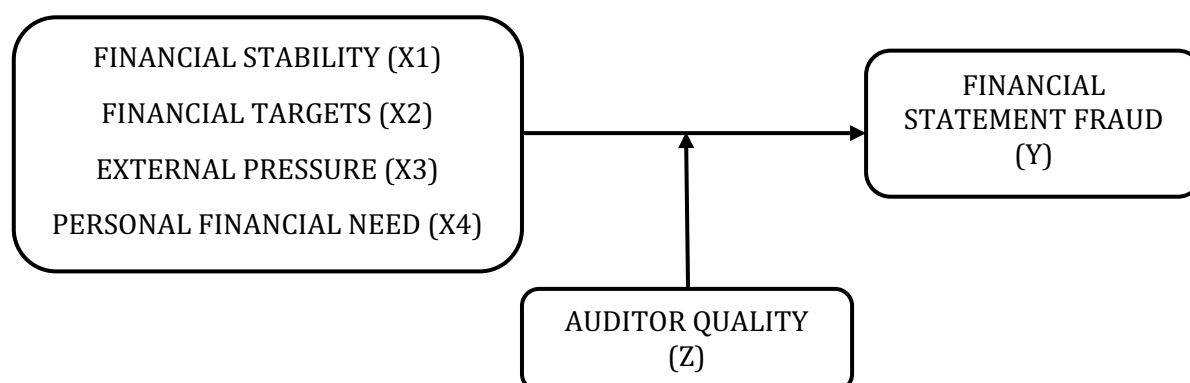 FINANCIAL STABILITY (X1)
FINANCIAL TARGETS (X2)
EXTERNAL PRESSURE (X3)
PERSONAL FINANCIAL NEED (X4)
FINANCIAL
STATEMENT FRAUD
(Y)
AUDITOR QUALITY
(Z)